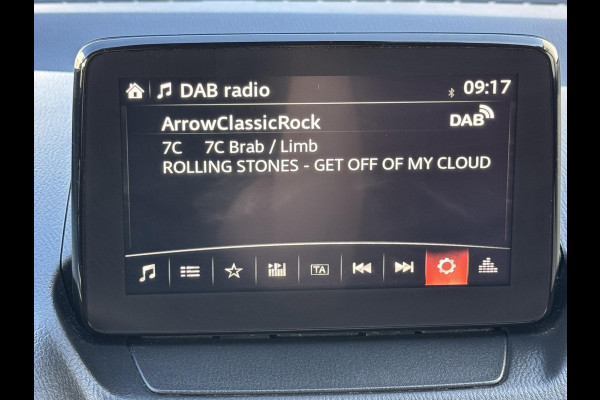 DAB radio 09:17
ArrowClassicRock DAB
7C 7C Brab / Limb
ROLLING STONES - GET OFF OF MY CLOUD
TA